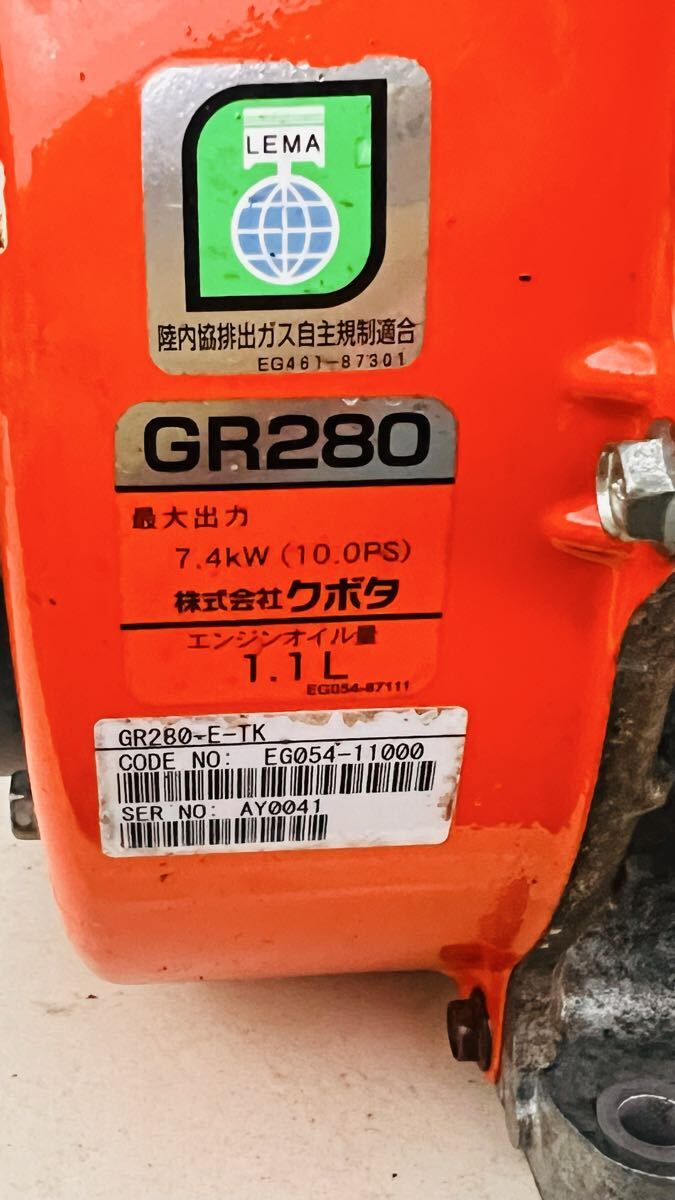 LEMA
陸内協排出ガス自主規制適合
EG461-87301
GR280
最大出力
7.4kW (10.0PS)
株式会社クボタ
エンジンオイル量
1.1L
EG054-87111
GR280-E-TK
CODE NO: EG054-11000
SER NO: AY0041